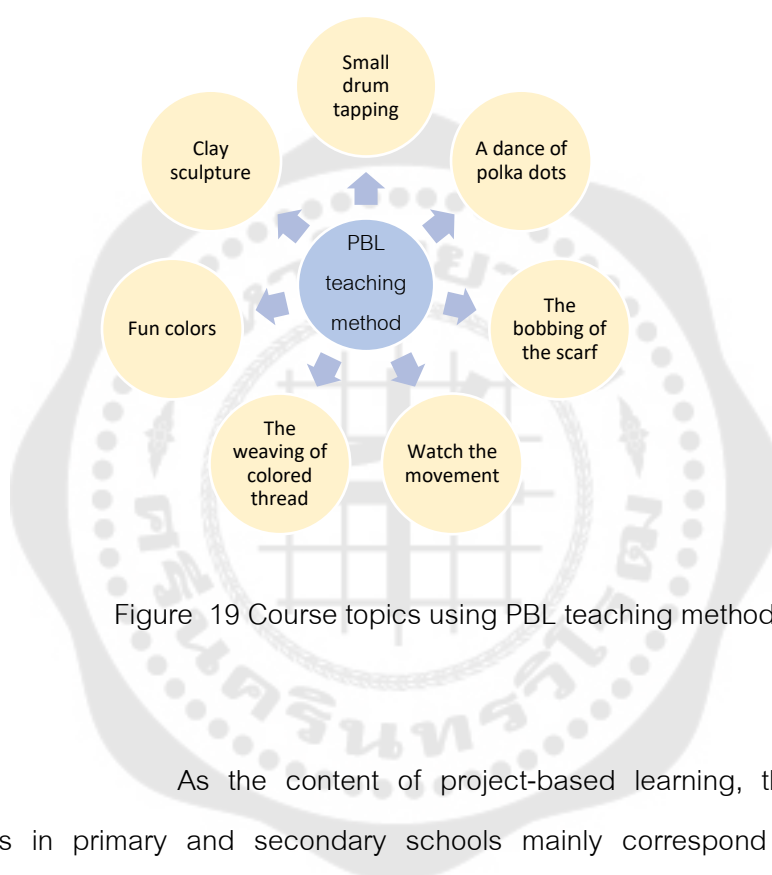 Small
drum
tapping
A dance of
polka dots
The
bobbing of
the scarf
Watch the
movement
The
weaving of
colored
thread
Fun colors
Clay
sculpture
PBL
teaching
method
Figure 19 Course topics using PBL teaching method
As the content of project-based learning,
in primary and secondary schools mainly correspond